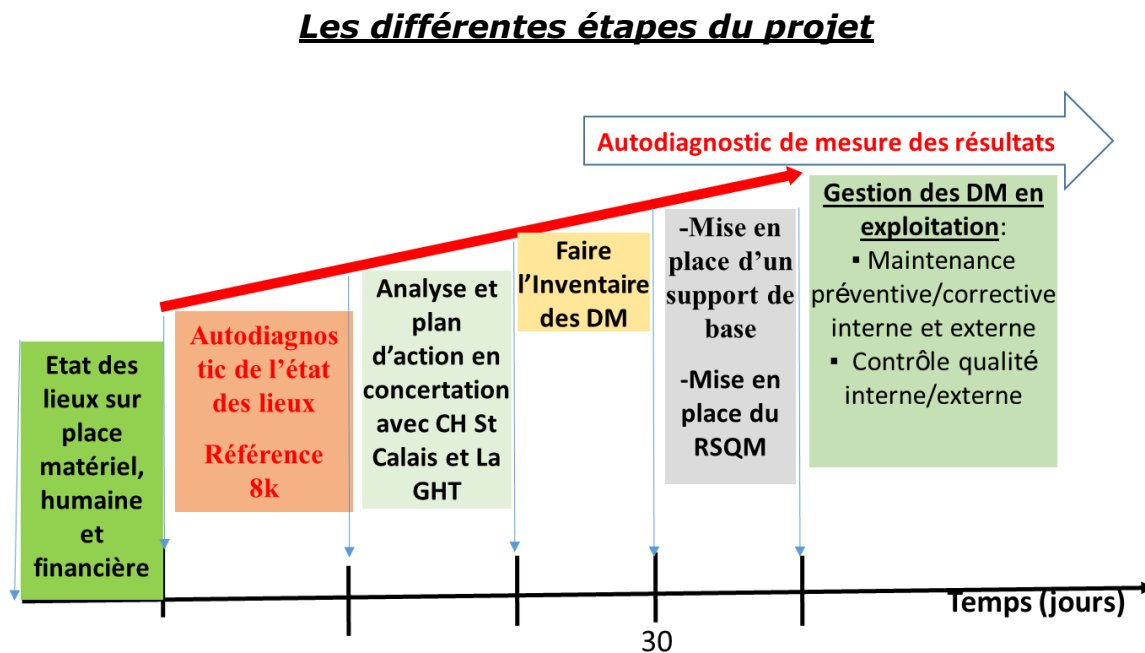 Les différentes étapes du projet
Autodiagnostic de mesure des résultats
Etat des
lieux sur
place
matériel,
humaine
et
financière
Autodiagnos
tic de l’état
des lieux
Référence
8k
Analyse et
plan
d’action en
concertation
avec CH St
Calais et La
GHT
Faire
l’Inventaire
des DM
-Mise en
place d’un
support de
base
-Mise en
place du
RSQM
Gestion des DM en
exploitation:
▪ Maintenance
préventive/corrective
interne et externe
▪ Contrôle qualité
interne/externe
Temps (jours)
30